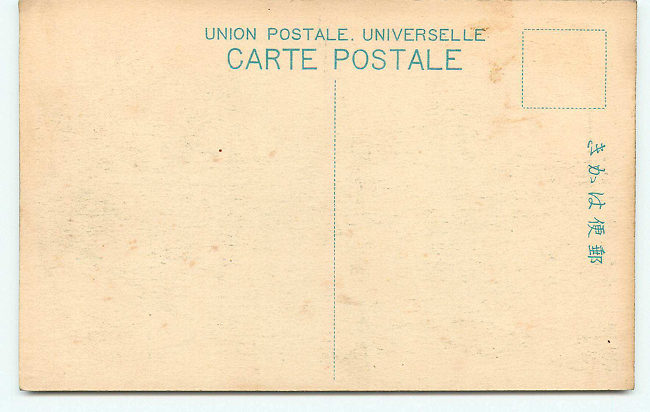 UNION POSTALE. UNIVERSELLE
CARTE POSTALE
郵便はかき